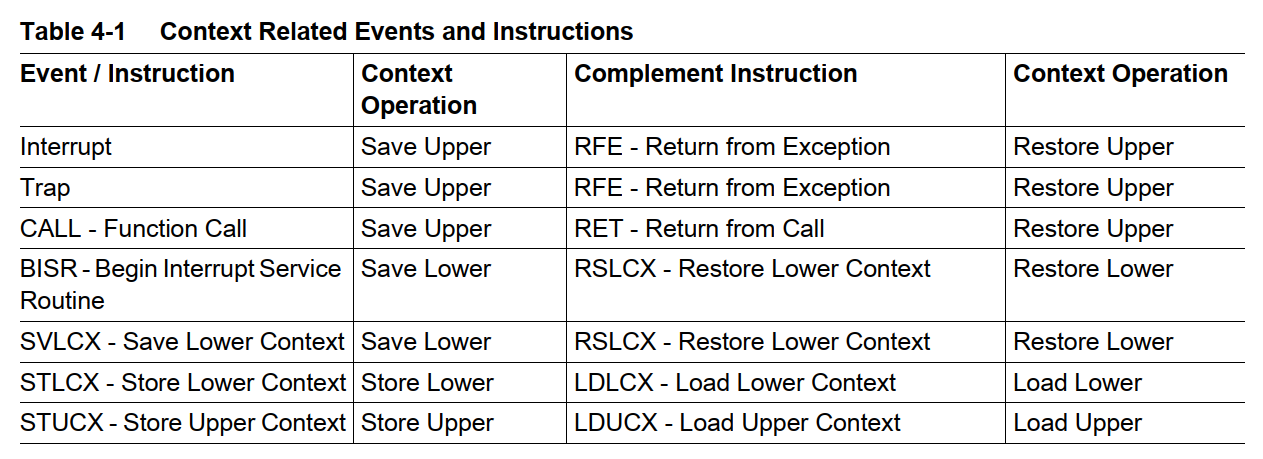 Table 4-1 Context Related Events and Instructions
Event / Instruction Context Operation Complement Instruction Context Operation
Interrupt Save Upper RFE - Return from Exception Restore Upper
Trap Save Upper RFE - Return from Exception Restore Upper
CALL - Function Call Save Upper RET - Return from Call Restore Upper
BISR - Begin Interrupt Service Routine Save Lower RSLCX - Restore Lower Context Restore Lower
SVLCX - Save Lower Context Save Lower RSLCX - Restore Lower Context Restore Lower
STLCX - Store Lower Context Store Lower LDLCX - Load Lower Context Load Lower
STUCX - Store Upper Context Store Upper LDUCX - Load Upper Context Load Upper